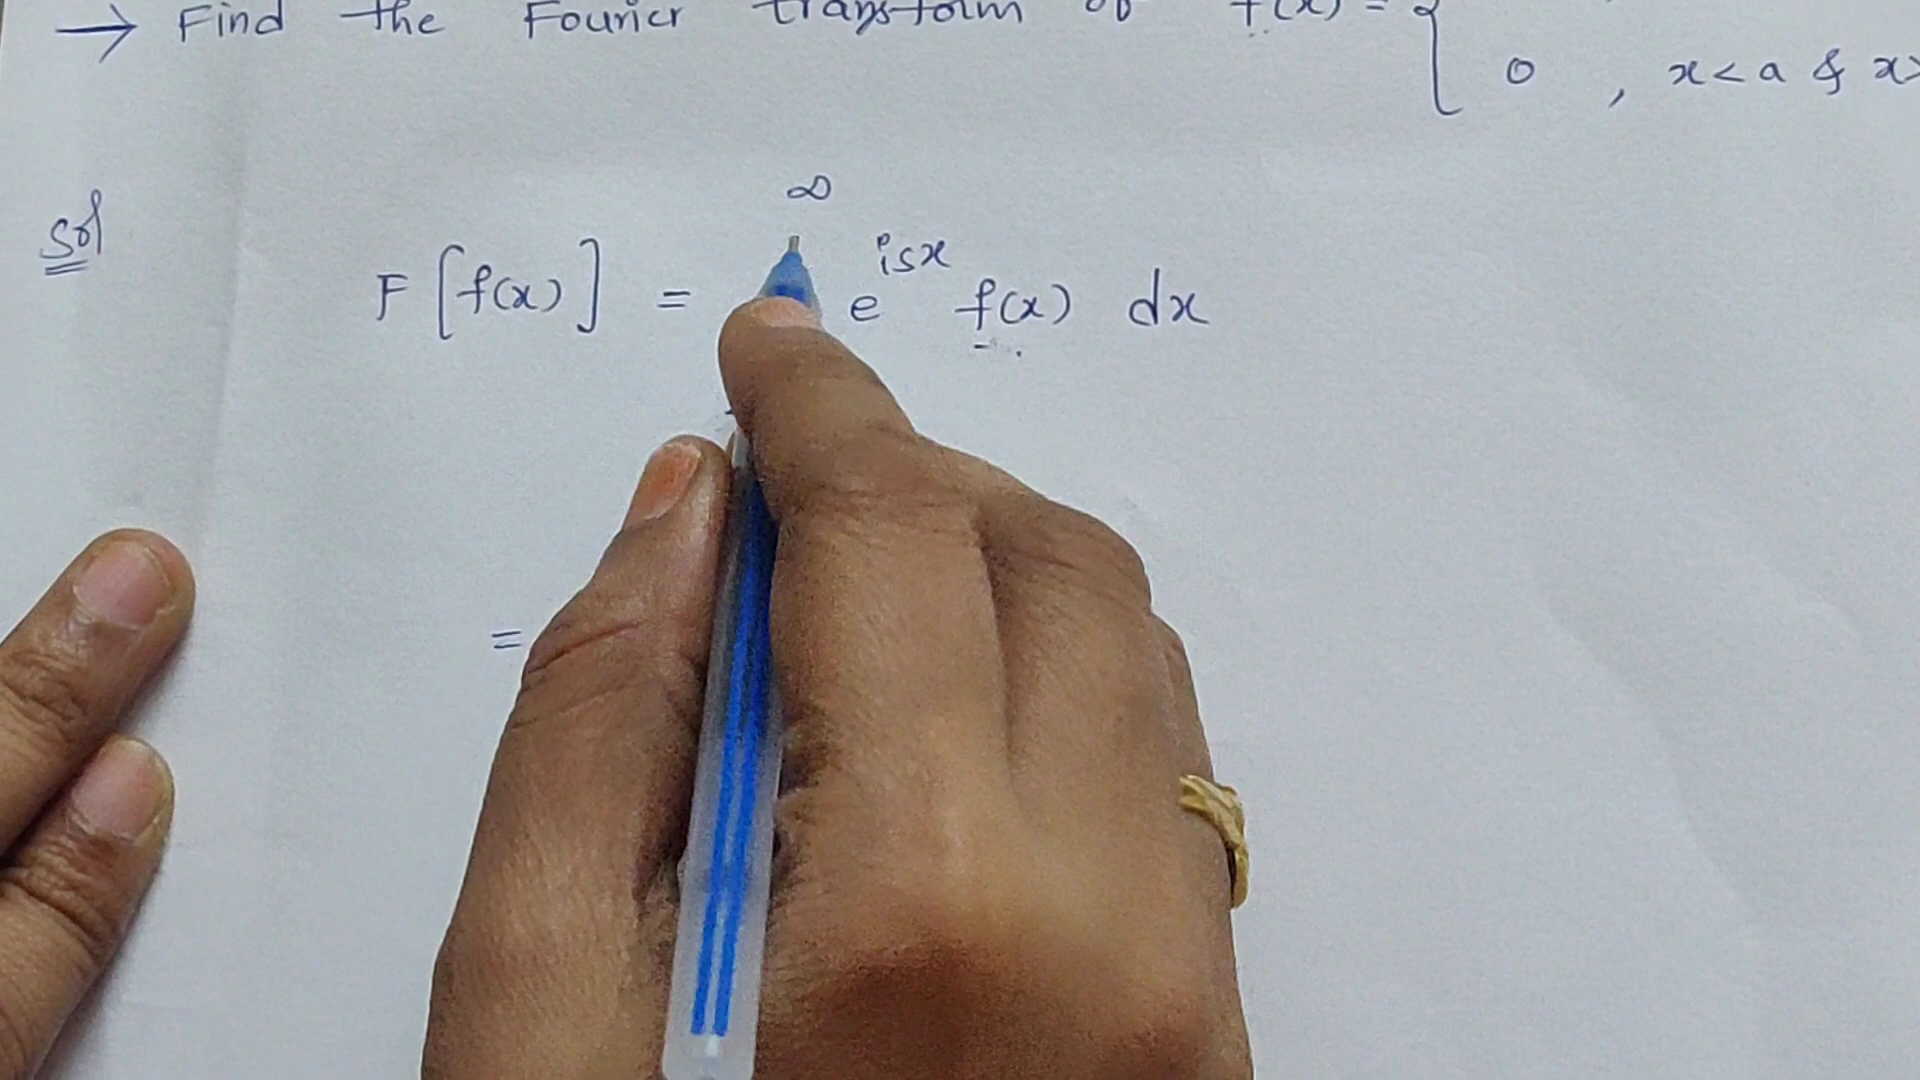 → Find the Fourier transform of f(x) = {
0 , x<a & x>
∞
Sol F [f(x)] = e^{isx} f(x) dx
=